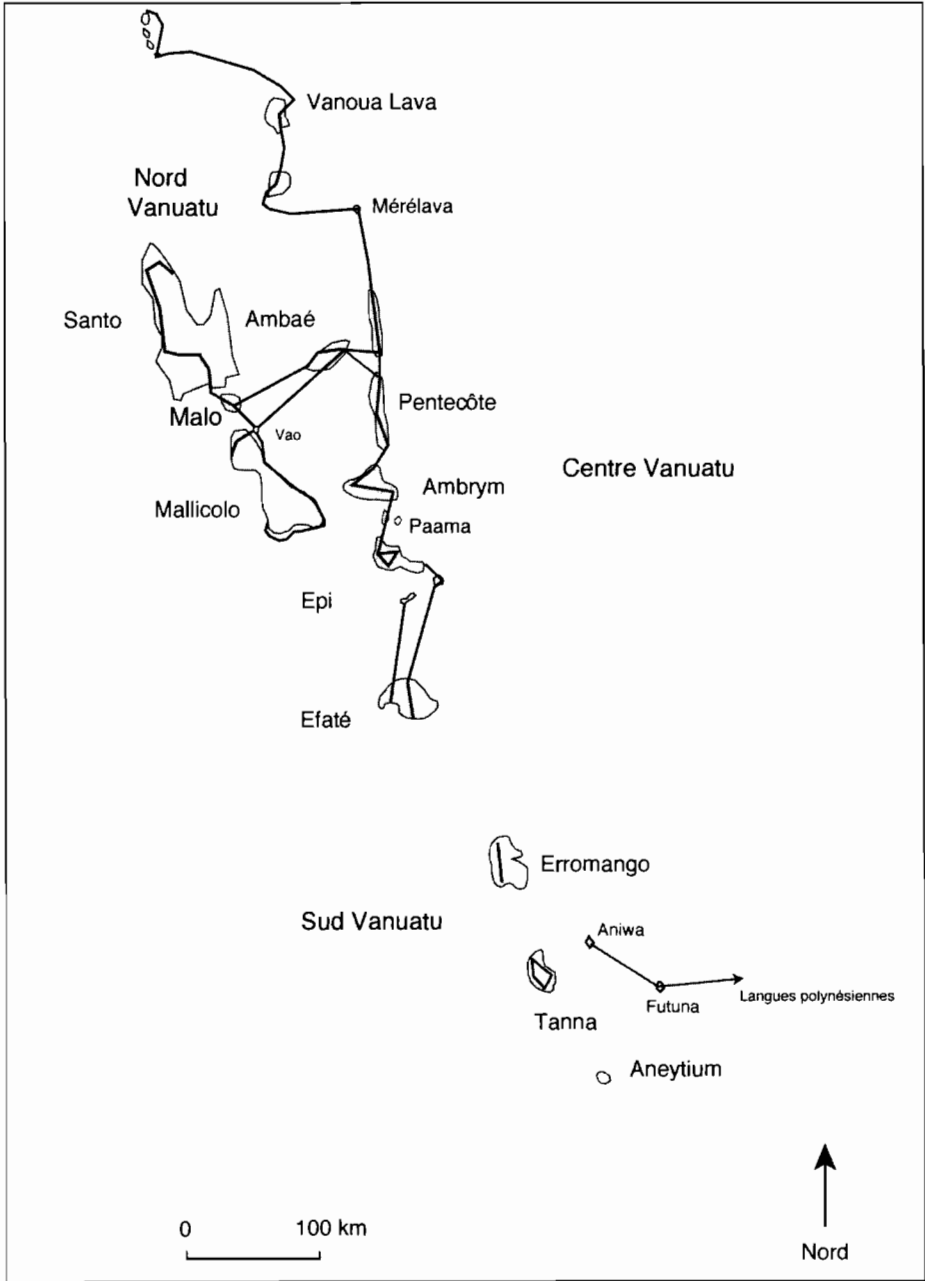 Vanoua Lava
Nord
Vanuatu
Mérélava
Santo
Ambaé
Malo
Pentecôte
Vao
Centre Vanuatu
Ambrym
Mallicolo
Paama
Epi
Efaté
Erromango
Sud Vanuatu
Aniwa
Langues polynésiennes
Futuna
Tanna
Aneytium
0 100 km
Nord